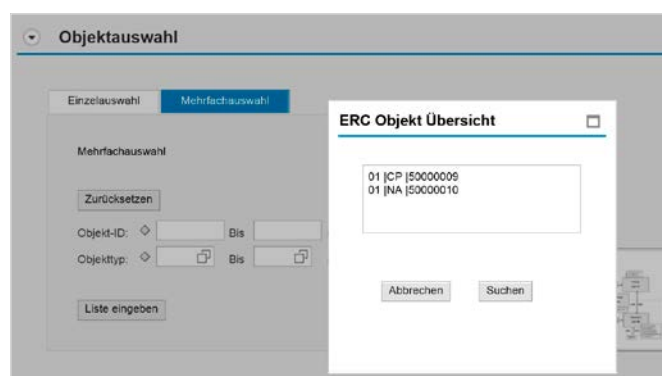 Objektauswahl
Einzelauswahl
Mehrfachauswahl
Mehrfachauswahl
Zurücksetzen
Objekt-ID: Bis
Objekttyp: Bis
Liste eingeben
ERC Objekt Übersicht
01 |CP |50000009
01 |NA |50000010
Abbrechen
Suchen